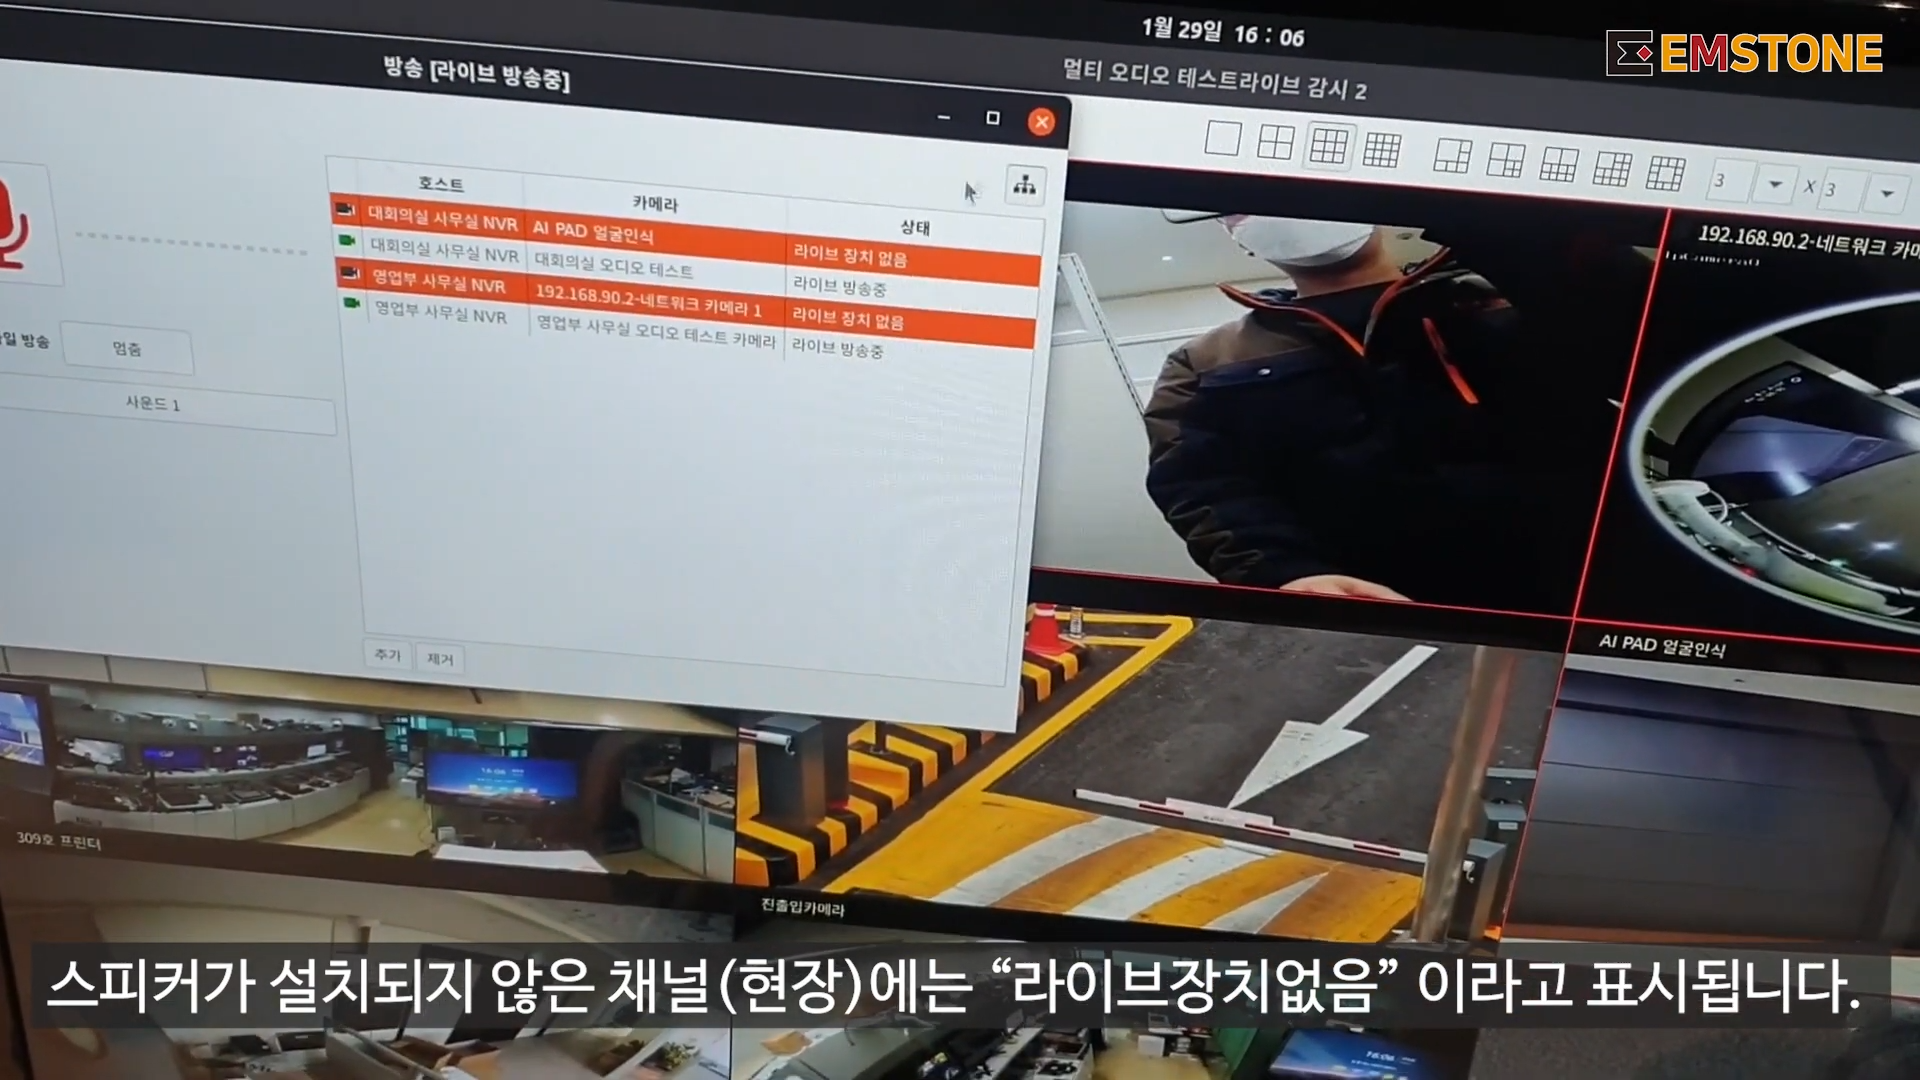 1월 29일 16 : 06
EMSTONE
멀티 오디오 테스트라이브 감시 2
방송 [라이브 방송중]
호스트 카메라 상태
대회의실 사무실 NVR AI PAD 얼굴인식 라이브 장치 없음
대회의실 사무실 NVR 대회의실 오디오 테스트 라이브 방송중
영업부 사무실 NVR 192.168.90.2-네트워크 카메라 1 라이브 장치 없음
영업부 사무실 NVR 영업부 사무실 오디오 테스트 카메라 라이브 방송중
3 X 3
192.168.90.2-네트워크
방송 멈춤
사운드 1
추가 제거
AI PAD 얼굴인식
309호 프린터
진출입카메라
스피커가 설치되지 않은 채널(현장)에는 “라이브장치없음” 이라고 표시됩니다.